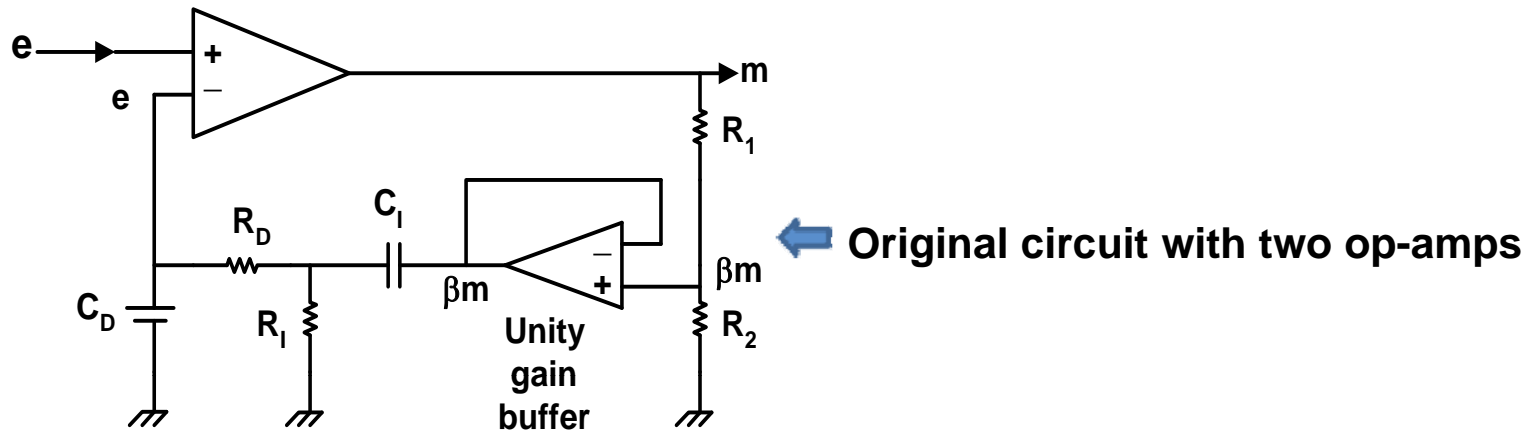 e
+
m
e
−
R1
CI
RD
Original circuit with two op-amps
−
βm
βm
+
CD
RI
R2
Unity
gain
buffer